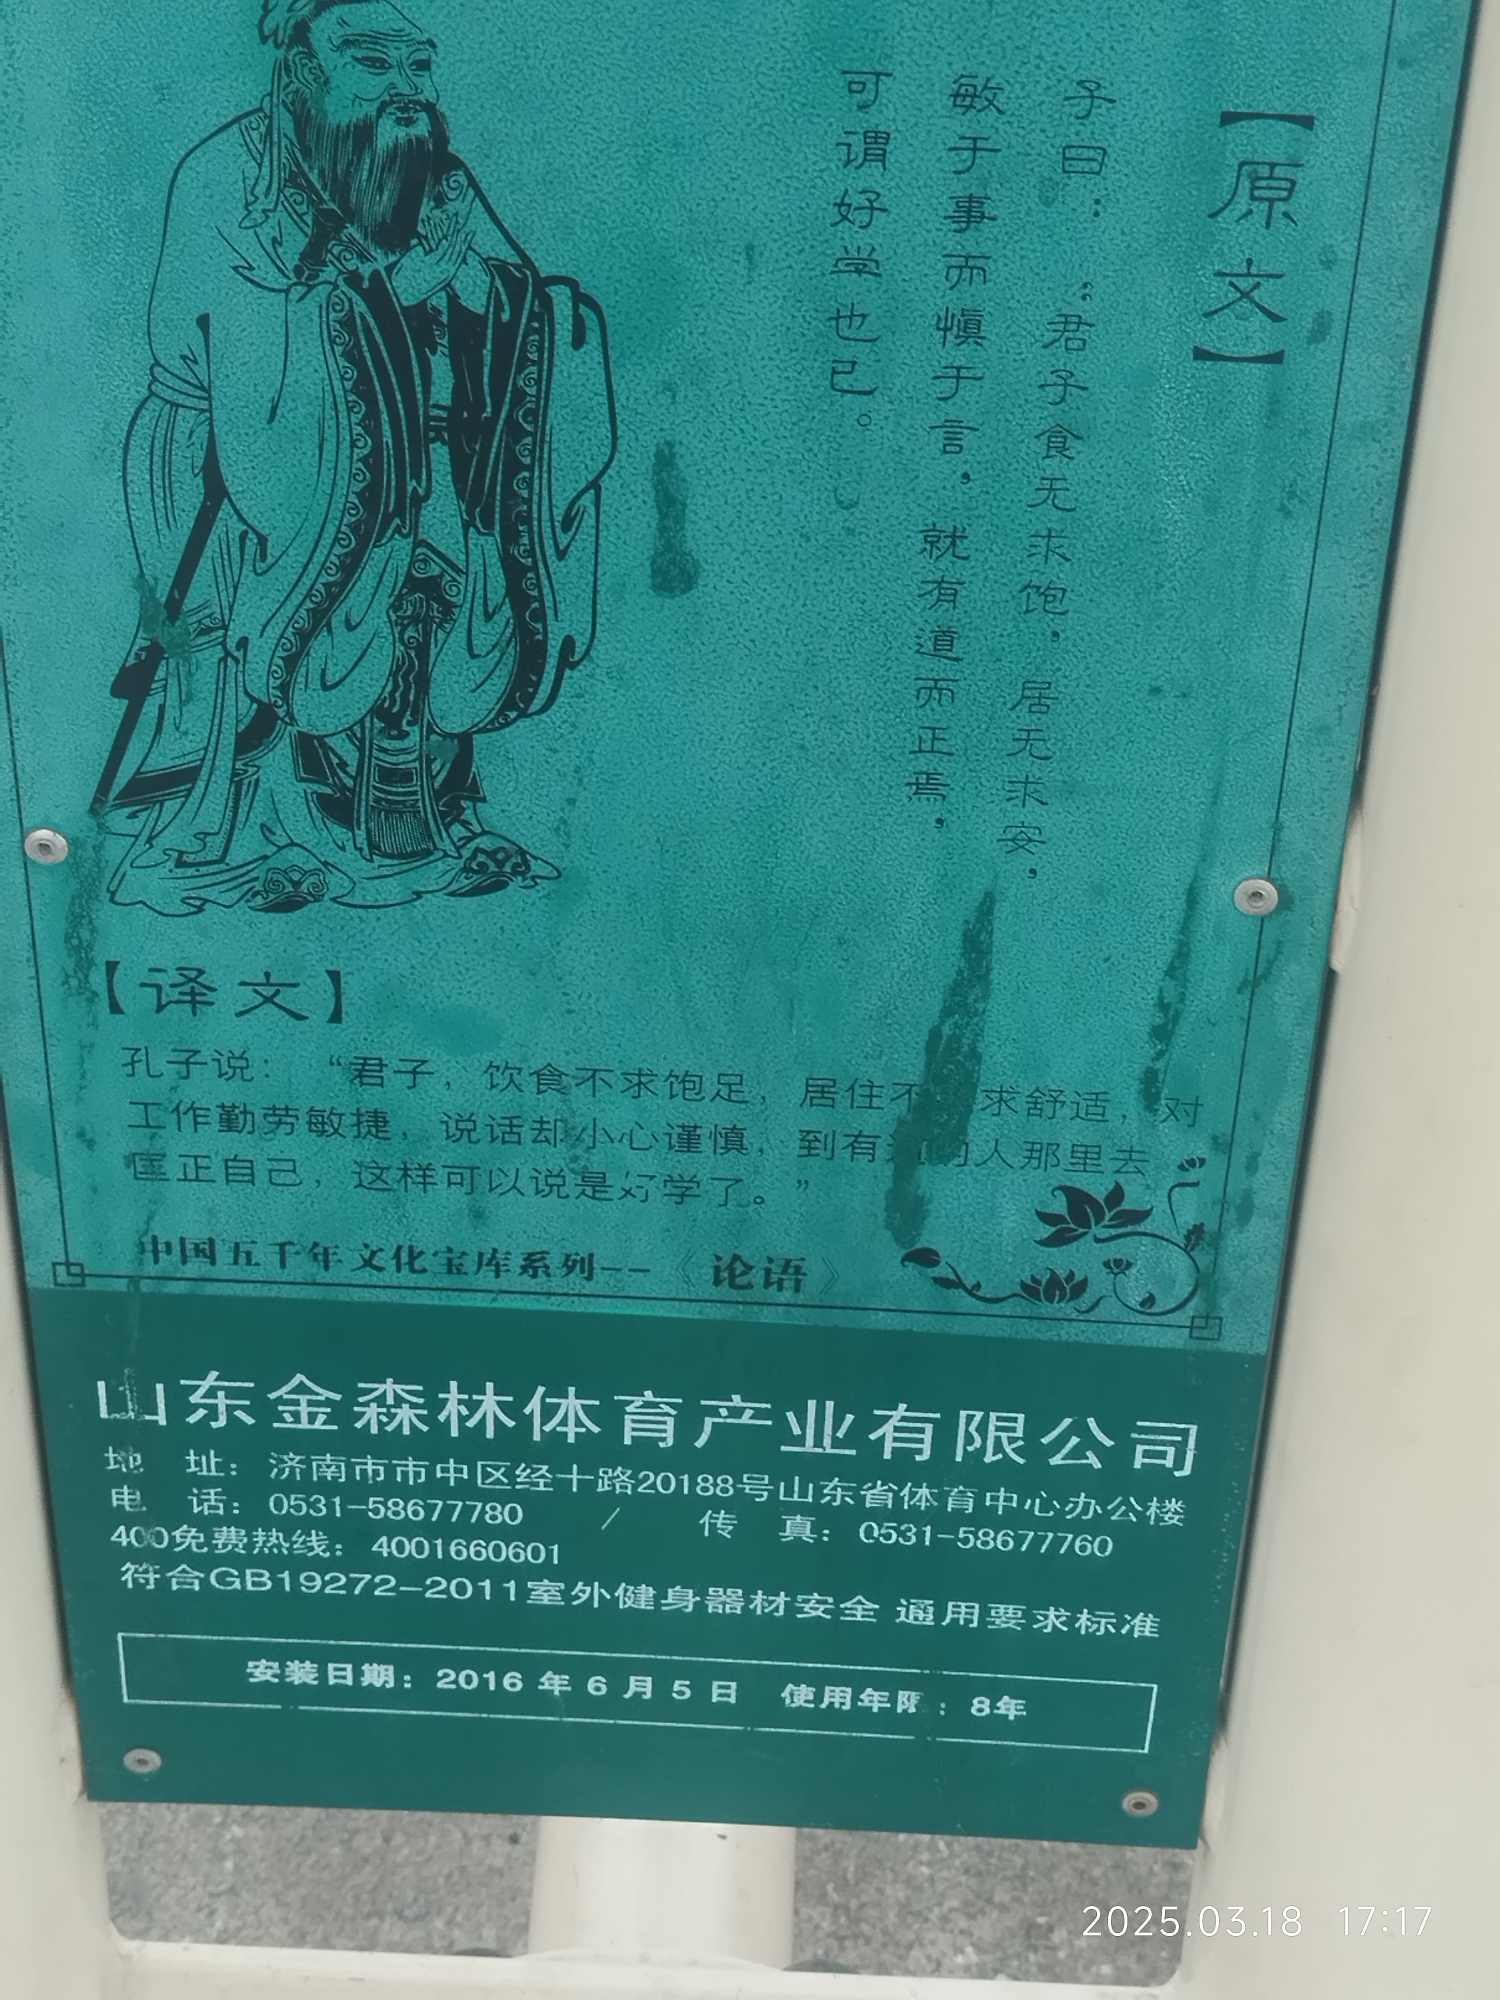 【原文】
子曰：：君子食无求饱，居无求安，
敏于事而慎于言，就有道而正焉，
可谓好学也已。
【译文】
孔子说：“君子，饮食不求饱足，居住不 求舒适，对
工作勤劳敏捷，说话却小心谨慎，到有 的人那里去
匡正自己，这样可以说是好学了。”
中国五千年文化宝库系列--《论语》
山东金森林体育产业有限公司
地 址：济南市市中区经十路20188号山东省体育中心办公楼
电 话：0531-58677780 / 传 真：0531-58677760
400免费热线：4001660601
符合GB19272-2011室外健身器材安全 通用要求标准
安装日期：2016 年 6 月 5 日 使用年限：8年
2025.03.18 17:17